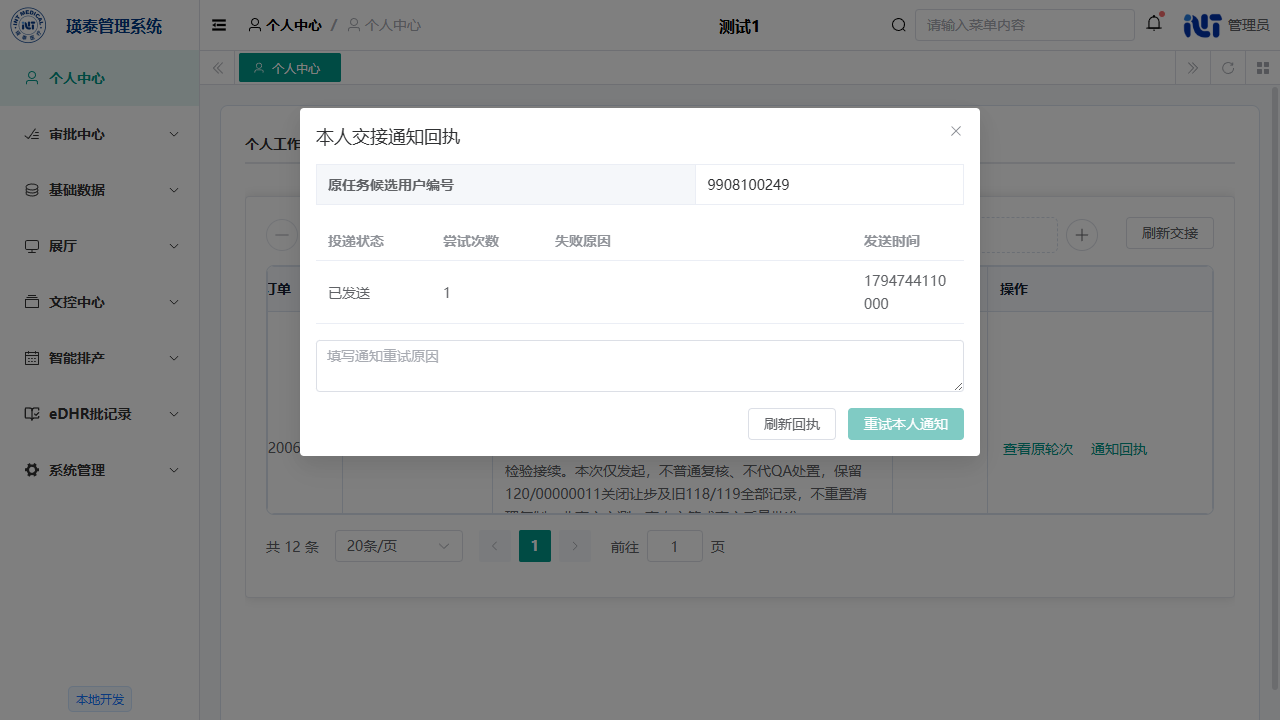 瑛泰管理系统
个人中心 / 个人中心
测试1
请输入菜单内容
管理员
个人中心
个人中心
审批中心
基础数据
展厅
文控中心
智能排产
eDHR批记录
系统管理
本地开发
个人工作
本人交接通知回执
原任务候选用户编号 9908100249
投递状态 尝试次数 失败原因 发送时间
已发送 1 1794744110
000
填写通知重试原因
刷新回执 重试本人通知
刷新交接
订单 操作
2006
查看原轮次 通知回执
检验接续。本次仅发起，不普通复核、不代QA处置，保留
120/00000011关闭让步及旧118/119全部记录，不重置清
共 12 条 20条/页 1 前往 1 页